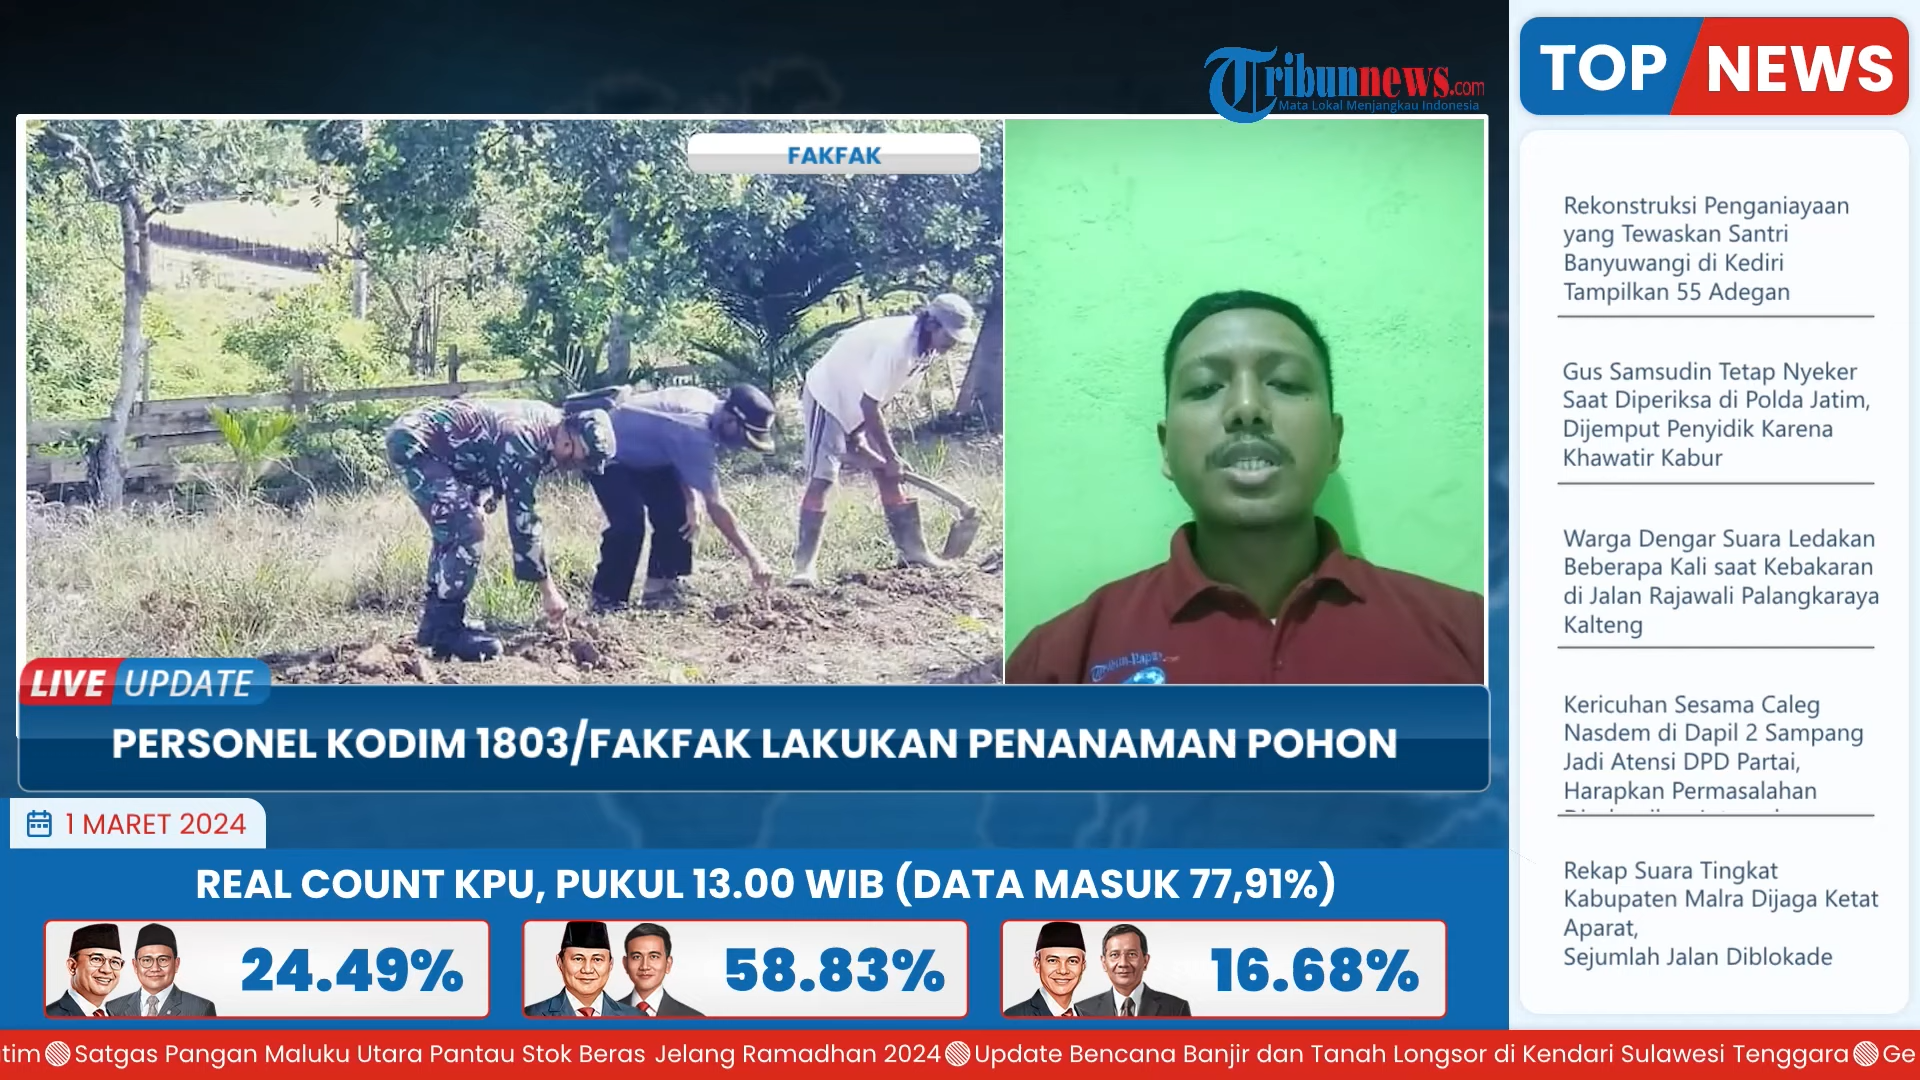 Tribunnews.com
Mata Lokal Menjangkau Indonesia
FAKFAK
LIVE UPDATE
PERSONEL KODIM 1803/FAKFAK LAKUKAN PENANAMAN POHON
1 MARET 2024
REAL COUNT KPU, PUKUL 13.00 WIB (DATA MASUK 77,91%)
24.49%
58.83%
16.68%
TOP NEWS
Rekonstruksi Penganiayaan
yang Tewaskan Santri
Banyuwangi di Kediri
Tampilkan 55 Adegan
Gus Samsudin Tetap Nyeker
Saat Diperiksa di Polda Jatim,
Dijemput Penyidik Karena
Khawatir Kabur
Warga Dengar Suara Ledakan
Beberapa Kali saat Kebakaran
di Jalan Rajawali Palangkaraya
Kalteng
Kericuhan Sesama Caleg
Nasdem di Dapil 2 Sampang
Jadi Atensi DPD Partai,
Harapkan Permasalahan
Rekap Suara Tingkat
Kabupaten Malra Dijaga Ketat
Aparat,
Sejumlah Jalan Diblokade
tim Satgas Pangan Maluku Utara Pantau Stok Beras Jelang Ramadhan 2024 Update Bencana Banjir dan Tanah Longsor di Kendari Sulawesi Tenggara Ge